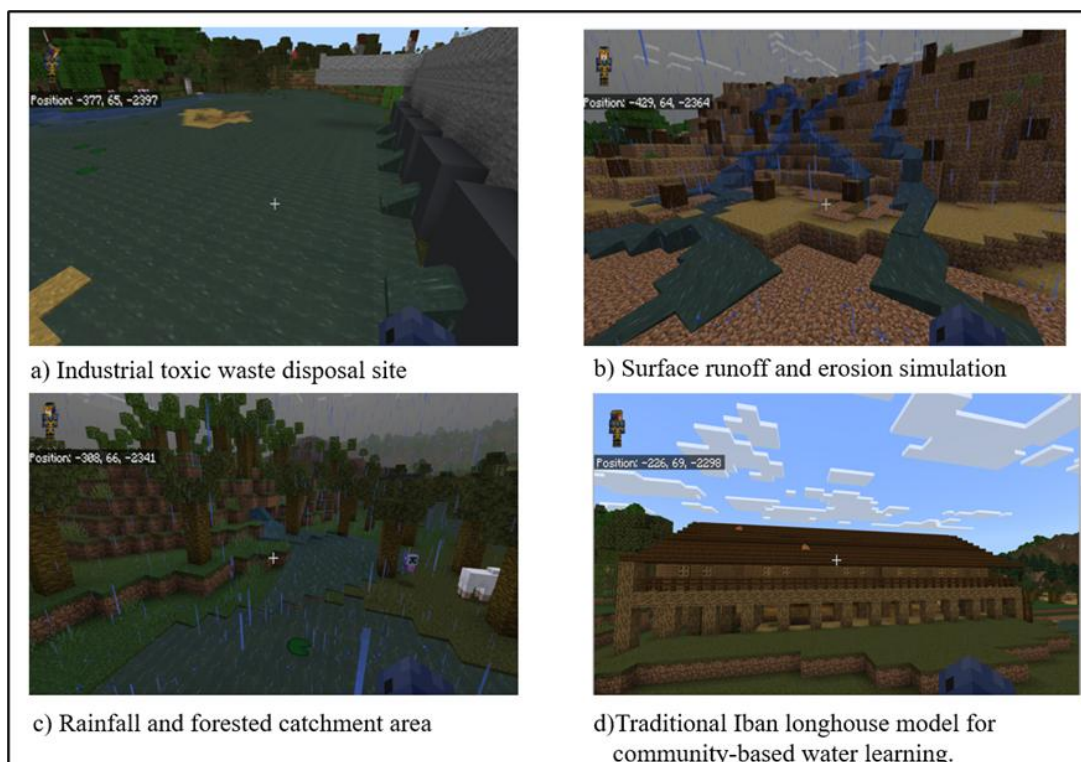 Position: -377, 65, -2397
a) Industrial toxic waste disposal site
Position: -429, 64, -2364
b) Surface runoff and erosion simulation
Position: -308, 66, -2341
c) Rainfall and forested catchment area
Position: -226, 69, -2298
d)Traditional Iban longhouse model for
community-based water learning.